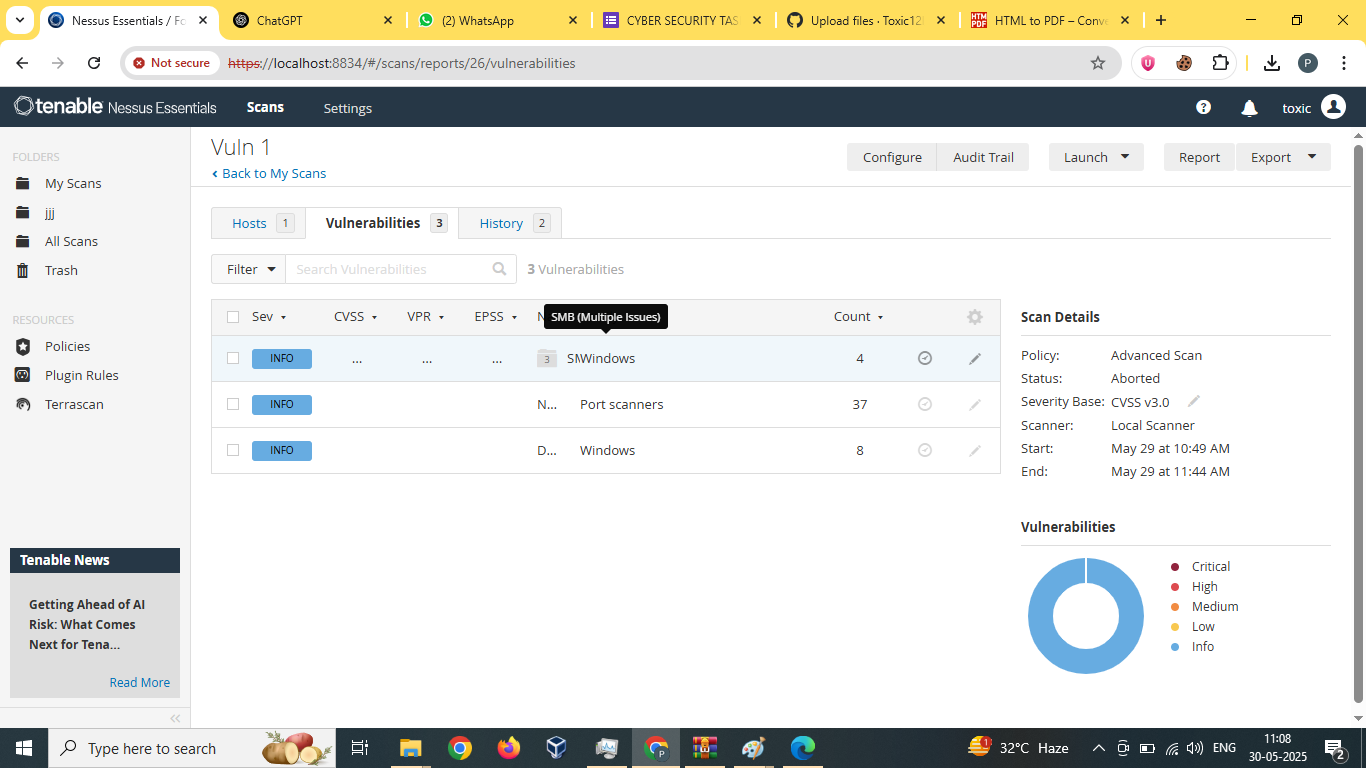 Nessus Essentials / Fo
ChatGPT
(2) WhatsApp
CYBER SECURITY TAS
Upload files · Toxic12
HTML to PDF – Conve
Not secure
https://localhost:8834/#/scans/reports/26/vulnerabilities
P
tenable Nessus Essentials
Scans
Settings
toxic
FOLDERS
My Scans
jjj
All Scans
Trash
RESOURCES
Policies
Plugin Rules
Terrascan
Tenable News
Getting Ahead of AI
Risk: What Comes
Next for Tena...
Read More
Vuln 1
Back to My Scans
Configure
Audit Trail
Launch
Report
Export
Hosts 1
Vulnerabilities 3
History 2
Filter
Search Vulnerabilities
3 Vulnerabilities
SMB (Multiple Issues)
Sev CVSS VPR EPSS Count
INFO ... ... ... 3 SMWindows 4
INFO N... Port scanners 37
INFO D... Windows 8
Scan Details
Policy: Advanced Scan
Status: Aborted
Severity Base: CVSS v3.0
Scanner: Local Scanner
Start: May 29 at 10:49 AM
End: May 29 at 11:44 AM
Vulnerabilities
Critical
High
Medium
Low
Info
Type here to search
32°C Haze
ENG
11:08
30-05-2025
2